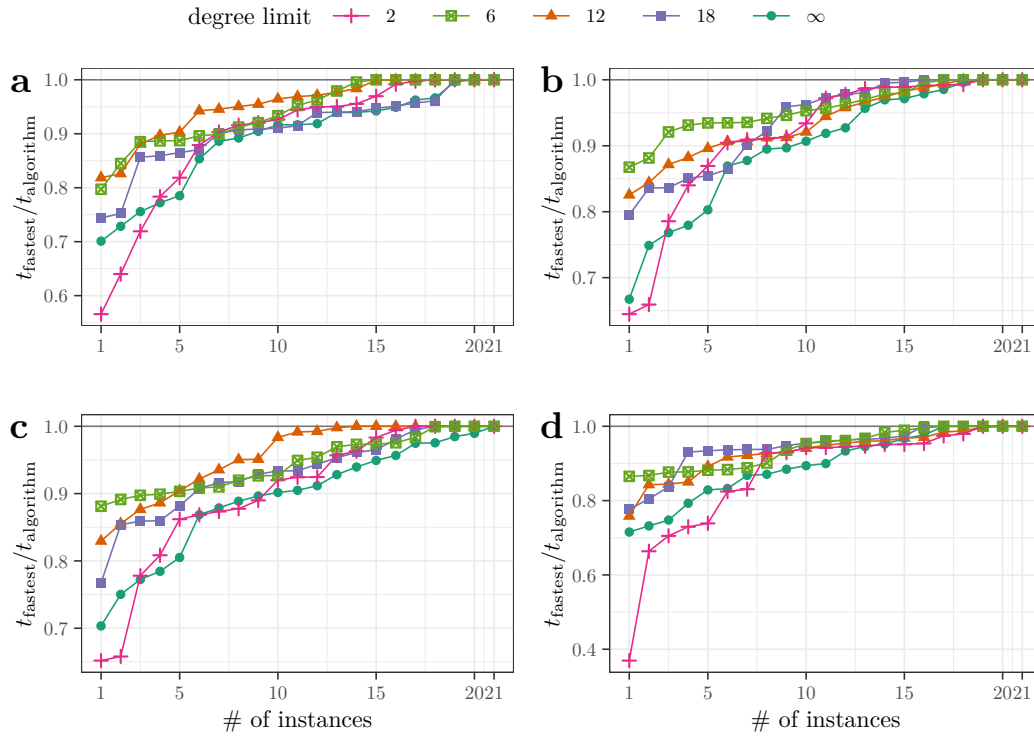 degree limit 2 6 12 18 ∞
a b
1.0 0.9 0.8 0.7 0.6
t_fastest/t_algorithm
1 5 10 15 2021
1.0 0.9 0.8 0.7
t_fastest/t_algorithm
1 5 10 15 2021
c d
1.0 0.9 0.8 0.7
t_fastest/t_algorithm
1 5 10 15 2021
# of instances
1.0 0.8 0.6 0.4
t_fastest/t_algorithm
1 5 10 15 2021
# of instances